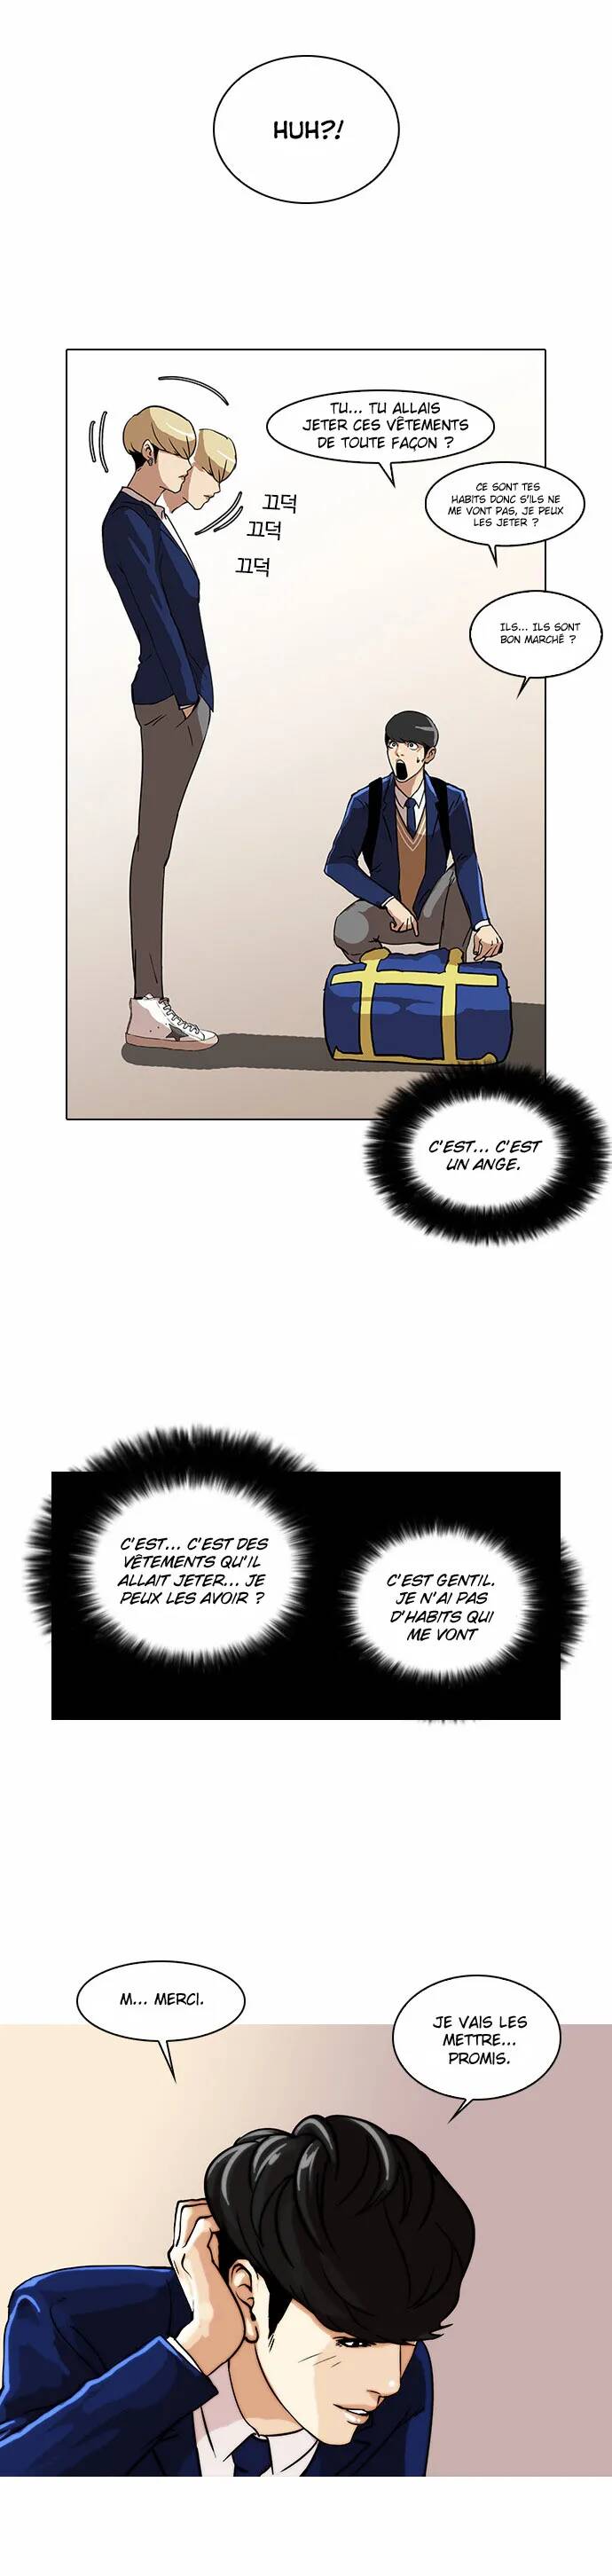 HUH?!
TU... TU ALLAIS
JETER CES VÊTEMENTS
DE TOUTE FAÇON ?
CE SONT TES
HABITS DONC S'ILS NE
ME VONT PAS, JE PEUX
LES JETER ?
끄덕
끄덕
끄덕
ILS... ILS SONT
BON MARCHÉ ?
C'EST... C'EST
UN ANGE.
C'EST... C'EST DES
VÊTEMENTS QU'IL
ALLAIT JETER... JE
PEUX LES AVOIR ?
C'EST GENTIL.
JE N'AI PAS
D'HABITS QUI
ME VONT
M... MERCI.
JE VAIS LES
METTRE...
PROMIS.